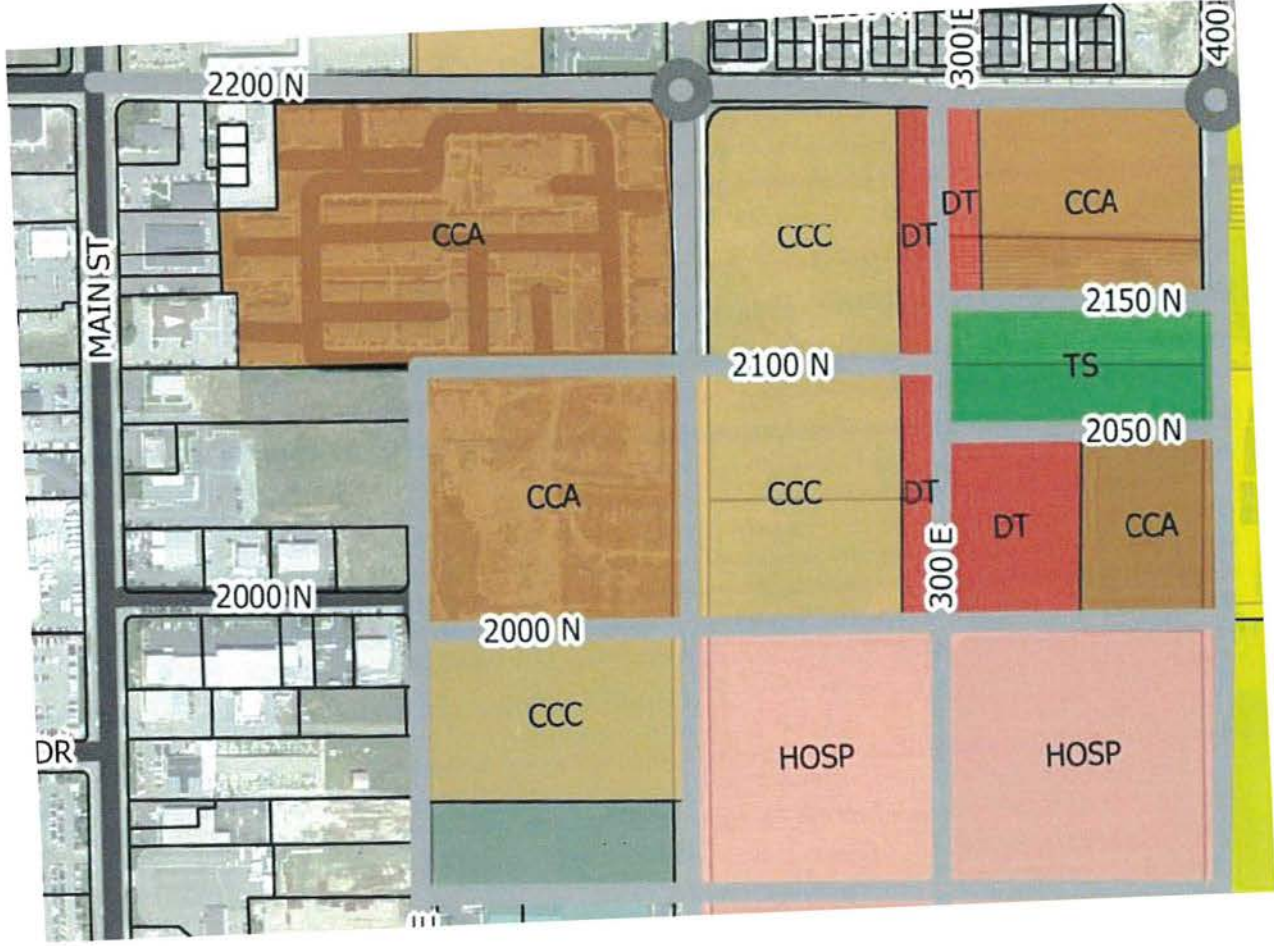 300 E
400
2200 N
MAIN ST
CCA
CCC
DT
DT
CCA
2150 N
2100 N
TS
2050 N
CCA
CCC
DT
DT
CCA
300 E
2000 N
2000 N
CCC
HOSP
HOSP
DR